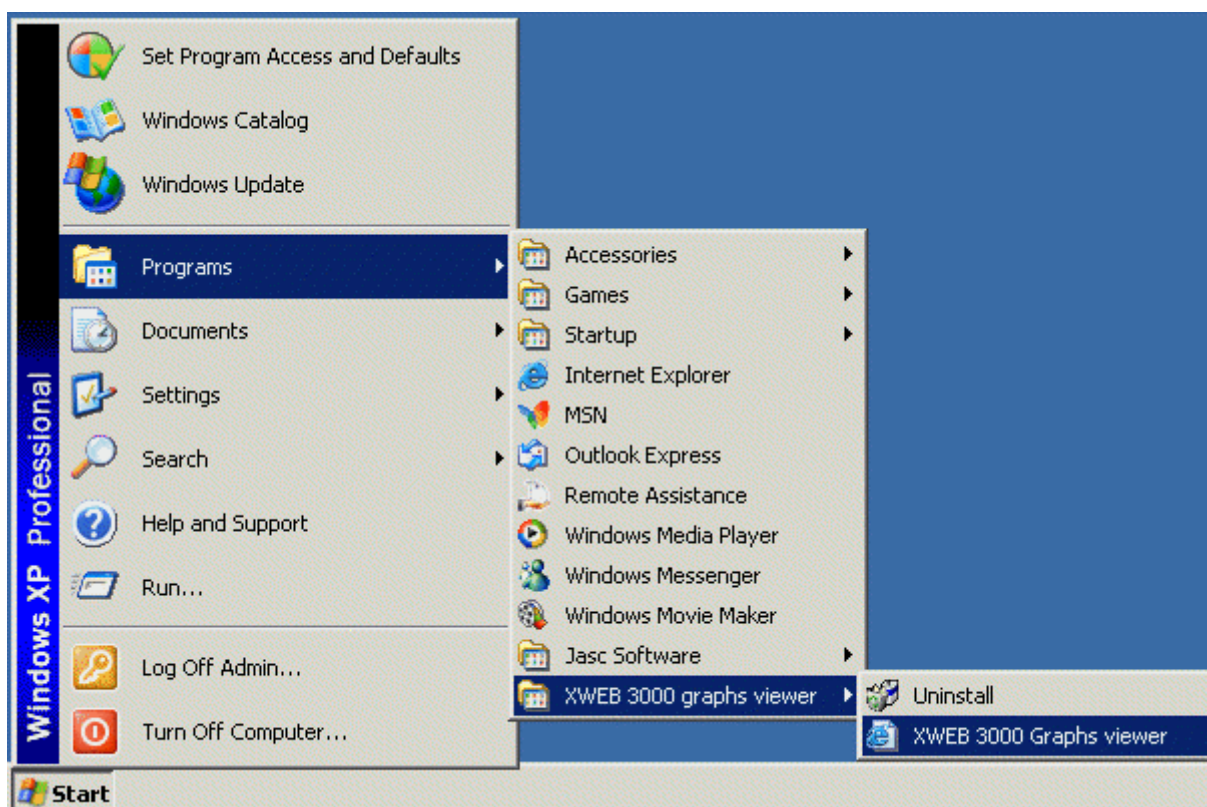 Set Program Access and Defaults
Windows Catalog
Windows Update
Programs
Documents
Settings
Search
Help and Support
Run...
Log Off Admin...
Turn Off Computer...
Windows XP Professional
Start
Accessories
Games
Startup
Internet Explorer
MSN
Outlook Express
Remote Assistance
Windows Media Player
Windows Messenger
Windows Movie Maker
Jasc Software
XWEB 3000 graphs viewer
Uninstall
XWEB 3000 Graphs viewer